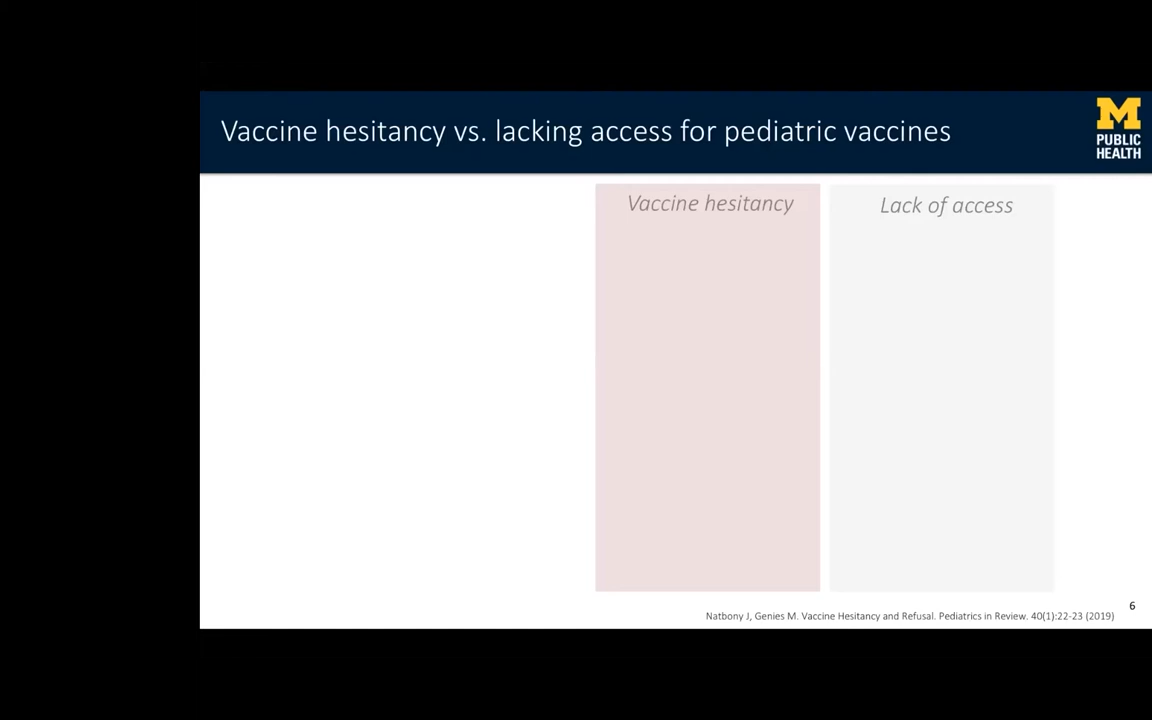 Vaccine hesitancy vs. lacking access for pediatric vaccines
M
PUBLIC
HEALTH
Vaccine hesitancy
Lack of access
6
Natbony J, Genies M. Vaccine Hesitancy and Refusal. Pediatrics in Review. 40(1):22-23 (2019)